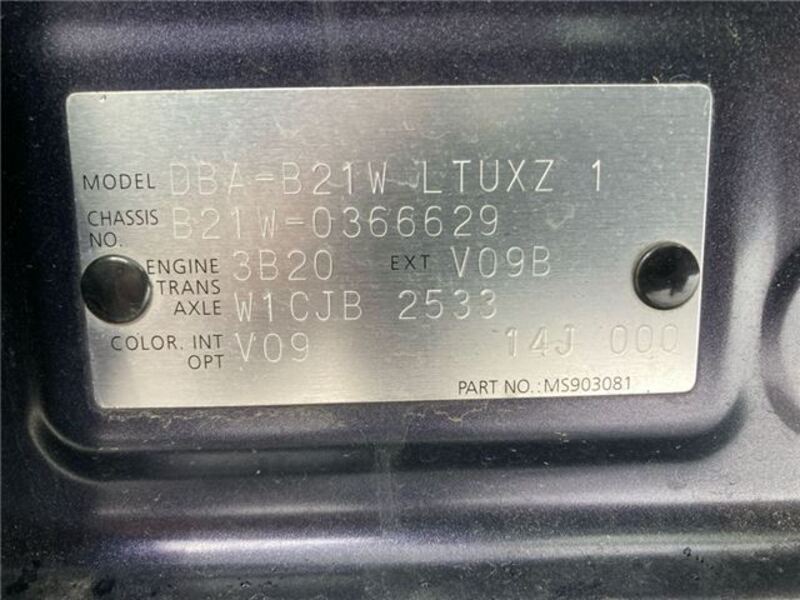 MODEL DBA-B21W LTUXZ 1
CHASSIS NO. B21W-0366629
ENGINE 3B20 EXT V09B
TRANS AXLE W1CJB 2533
COLOR. INT OPT V09 14J 000
PART NO.:MS903081